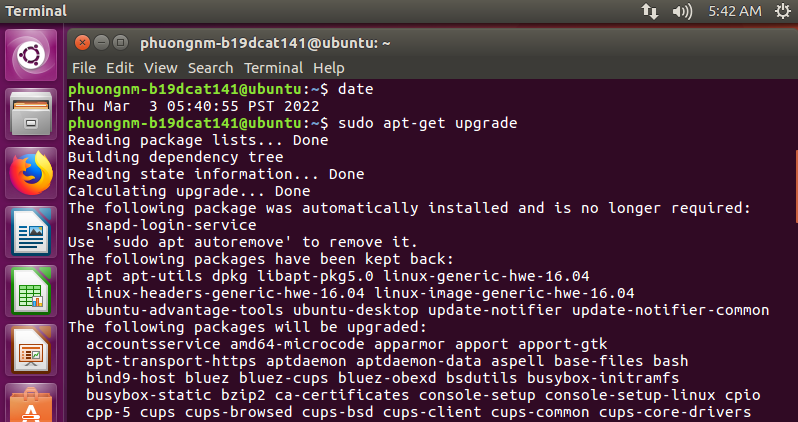 Terminal
5:42 AM
phuongnm-b19dcat141@ubuntu: ~
File Edit View Search Terminal Help
phuongnm-b19dcat141@ubuntu:~$ date
Thu Mar  3 05:40:55 PST 2022
phuongnm-b19dcat141@ubuntu:~$ sudo apt-get upgrade
Reading package lists... Done
Building dependency tree
Reading state information... Done
Calculating upgrade... Done
The following package was automatically installed and is no longer required:
  snapd-login-service
Use 'sudo apt autoremove' to remove it.
The following packages have been kept back:
  apt apt-utils dpkg libapt-pkg5.0 linux-generic-hwe-16.04
  linux-headers-generic-hwe-16.04 linux-image-generic-hwe-16.04
  ubuntu-advantage-tools ubuntu-desktop update-notifier update-notifier-common
The following packages will be upgraded:
  accountsservice amd64-microcode apparmor apport apport-gtk
  apt-transport-https aptdaemon aptdaemon-data aspell base-files bash
  bind9-host bluez bluez-cups bluez-obexd bsdutils busybox-initramfs
  busybox-static bzip2 ca-certificates console-setup console-setup-linux cpio
  cpp-5 cups cups-browsed cups-bsd cups-client cups-common cups-core-drivers